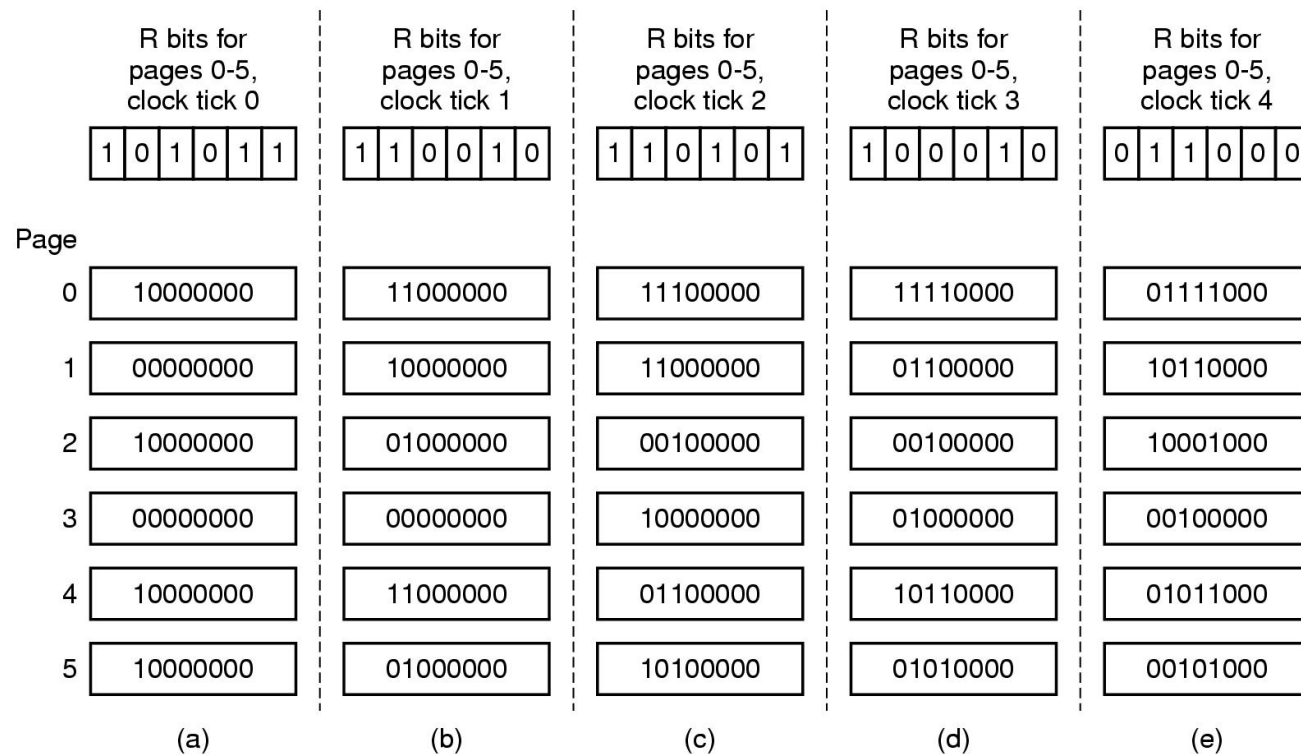 R bits for
pages 0-5,
clock tick 0
R bits for
pages 0-5,
clock tick 1
R bits for
pages 0-5,
clock tick 2
R bits for
pages 0-5,
clock tick 3
R bits for
pages 0-5,
clock tick 4
1 0 1 0 1 1
1 1 0 0 1 0
1 1 0 1 0 1
1 0 0 0 1 0
0 1 1 0 0 0
Page
0 10000000 11000000 11100000 11110000 01111000
1 00000000 10000000 11000000 01100000 10110000
2 10000000 01000000 00100000 00100000 10001000
3 00000000 00000000 10000000 01000000 00100000
4 10000000 11000000 01100000 10110000 01011000
5 10000000 01000000 10100000 01010000 00101000
(a) (b) (c) (d) (e)